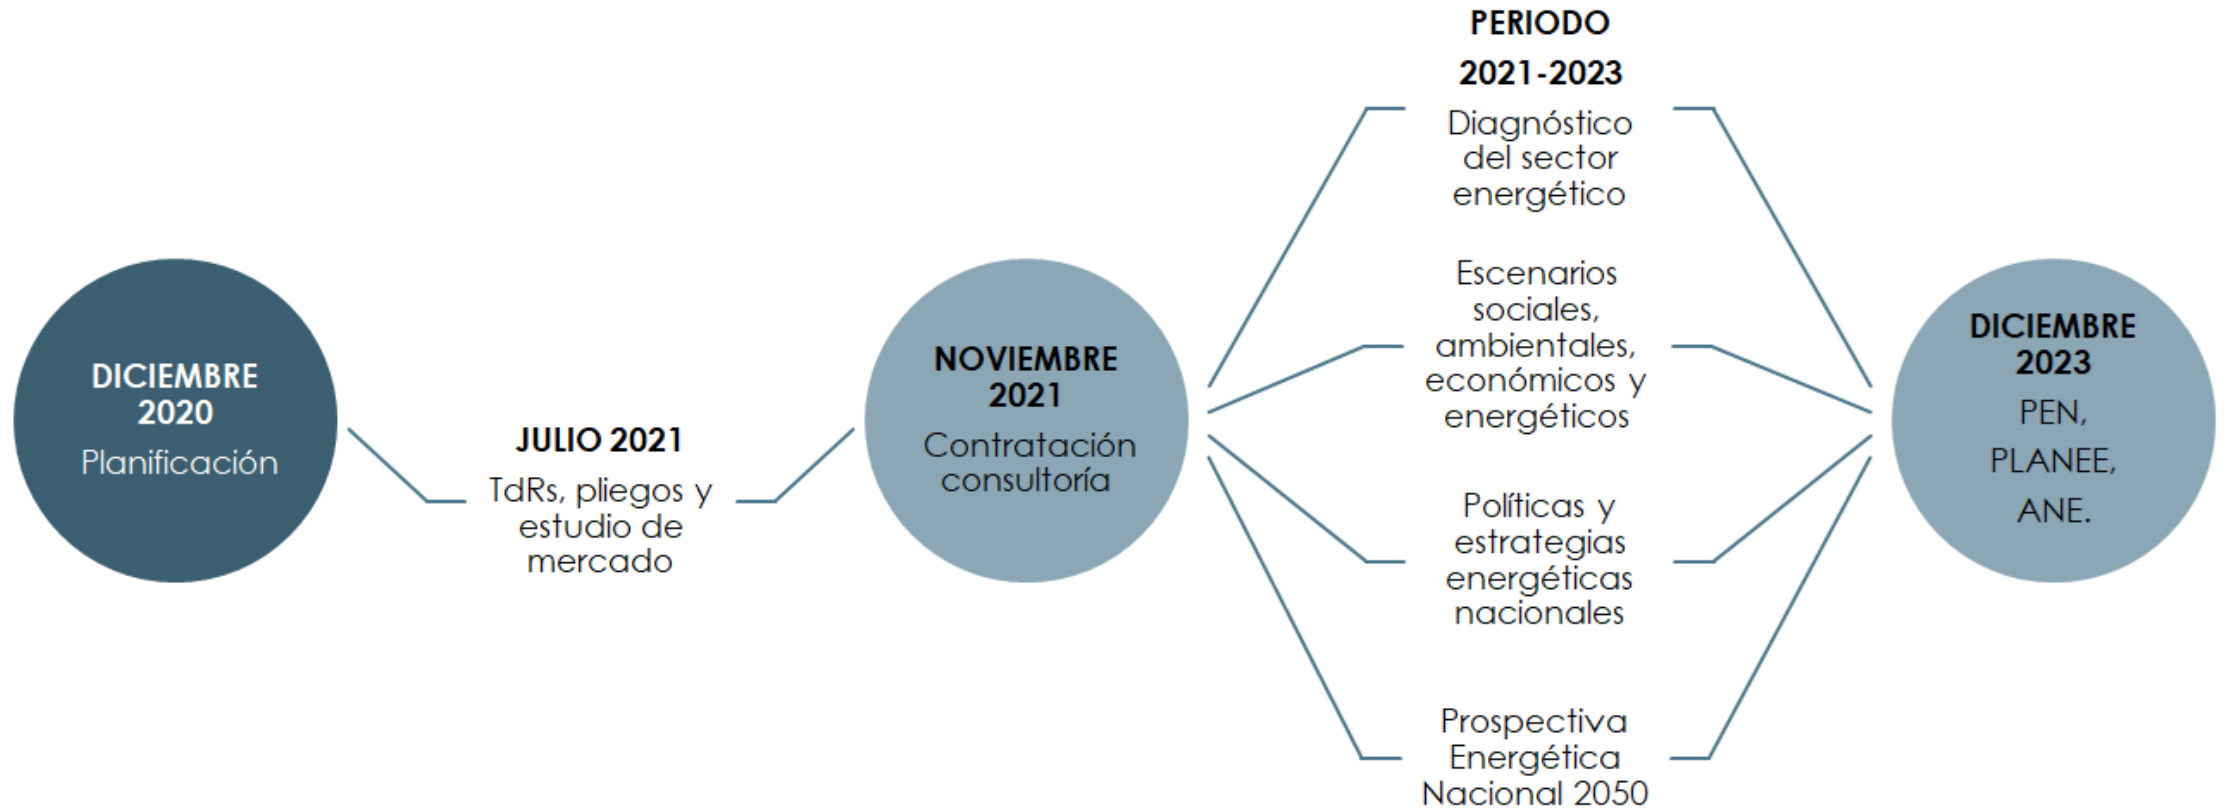 DICIEMBRE
2020
Planificación
JULIO 2021
TdRs, pliegos y
estudio de
mercado
NOVIEMBRE
2021
Contratación
consultoría
PERIODO
2021-2023
Diagnóstico
del sector
energético
Escenarios
sociales,
ambientales,
económicos y
energéticos
Políticas y
estrategias
energéticas
nacionales
Prospectiva
Energética
Nacional 2050
DICIEMBRE
2023
PEN,
PLANEE,
ANE.